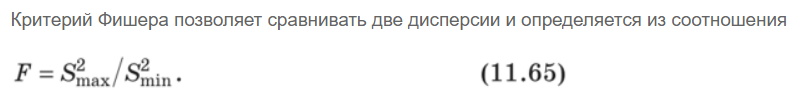 Критерий Фишера позволяет сравнивать две дисперсии и определяется из соотношения
F = S²max/S²min. (11.65)